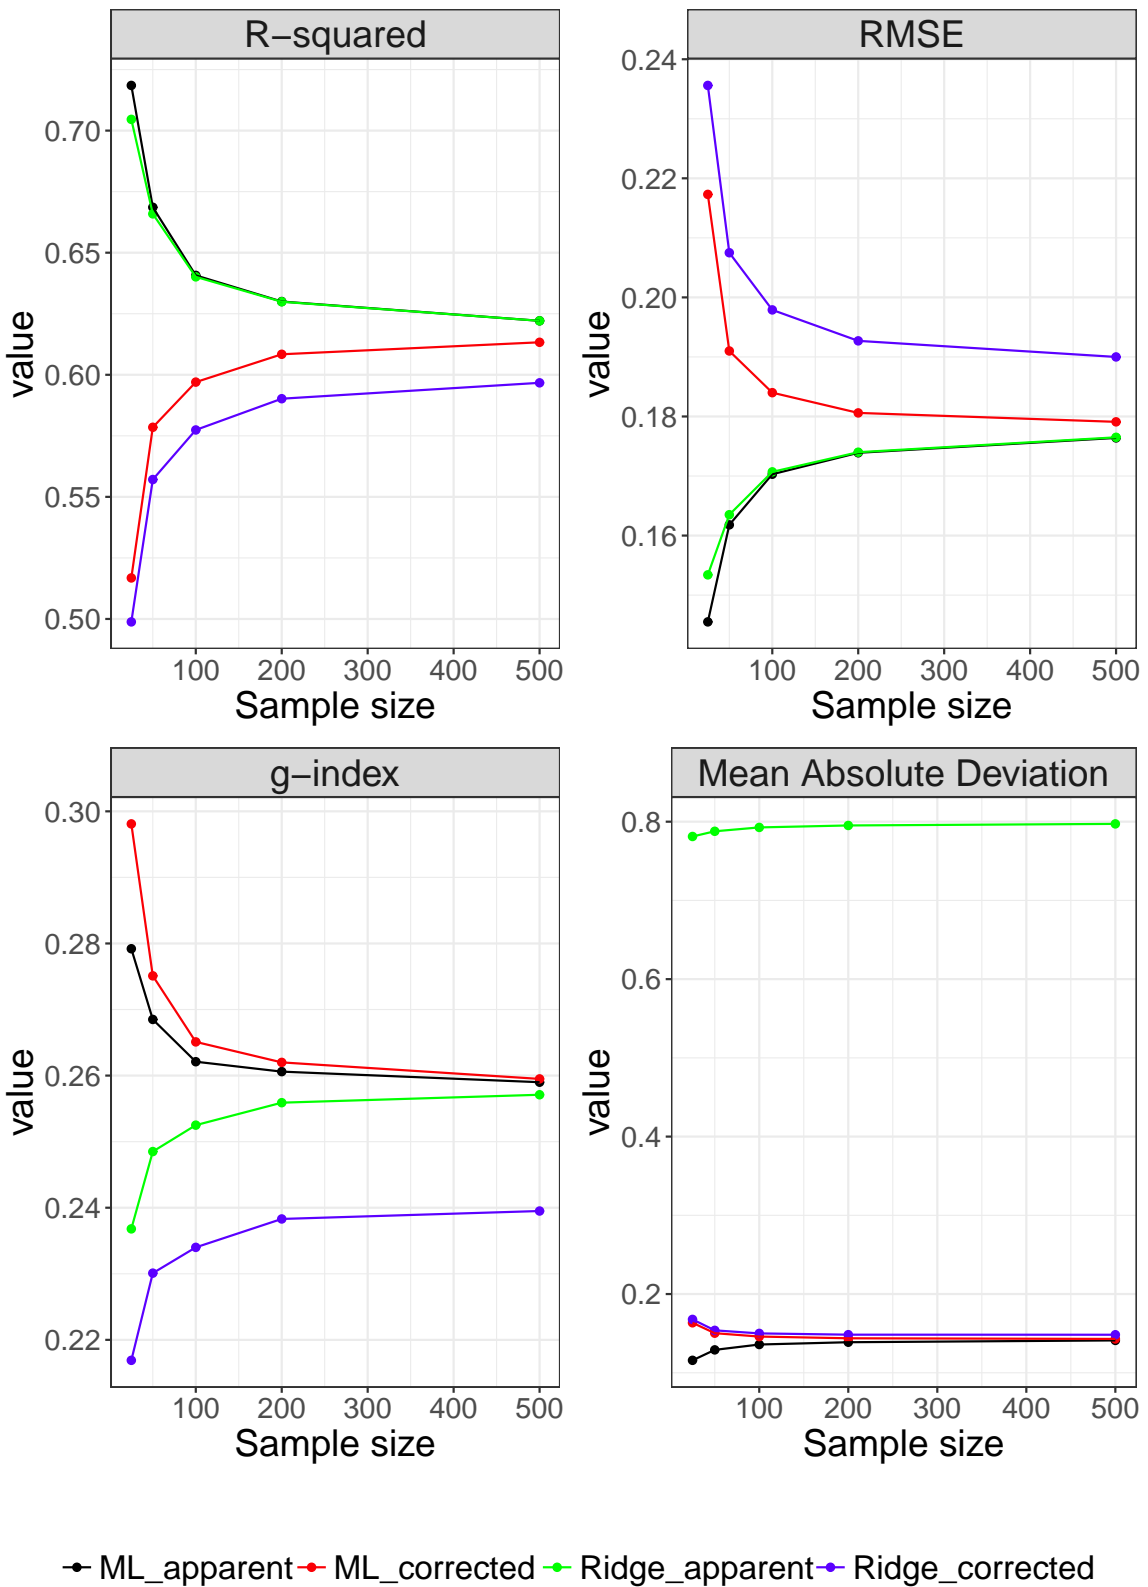 R−squared
RMSE
0.70
0.65
0.60
0.55
0.50
value
100 200 300 400 500
Sample size
0.24
0.22
0.20
0.18
0.16
value
100 200 300 400 500
Sample size
g−index
Mean Absolute Deviation
0.30
0.28
0.26
0.24
0.22
value
100 200 300 400 500
Sample size
0.8
0.6
0.4
0.2
value
100 200 300 400 500
Sample size
ML_apparent ML_corrected Ridge_apparent Ridge_corrected